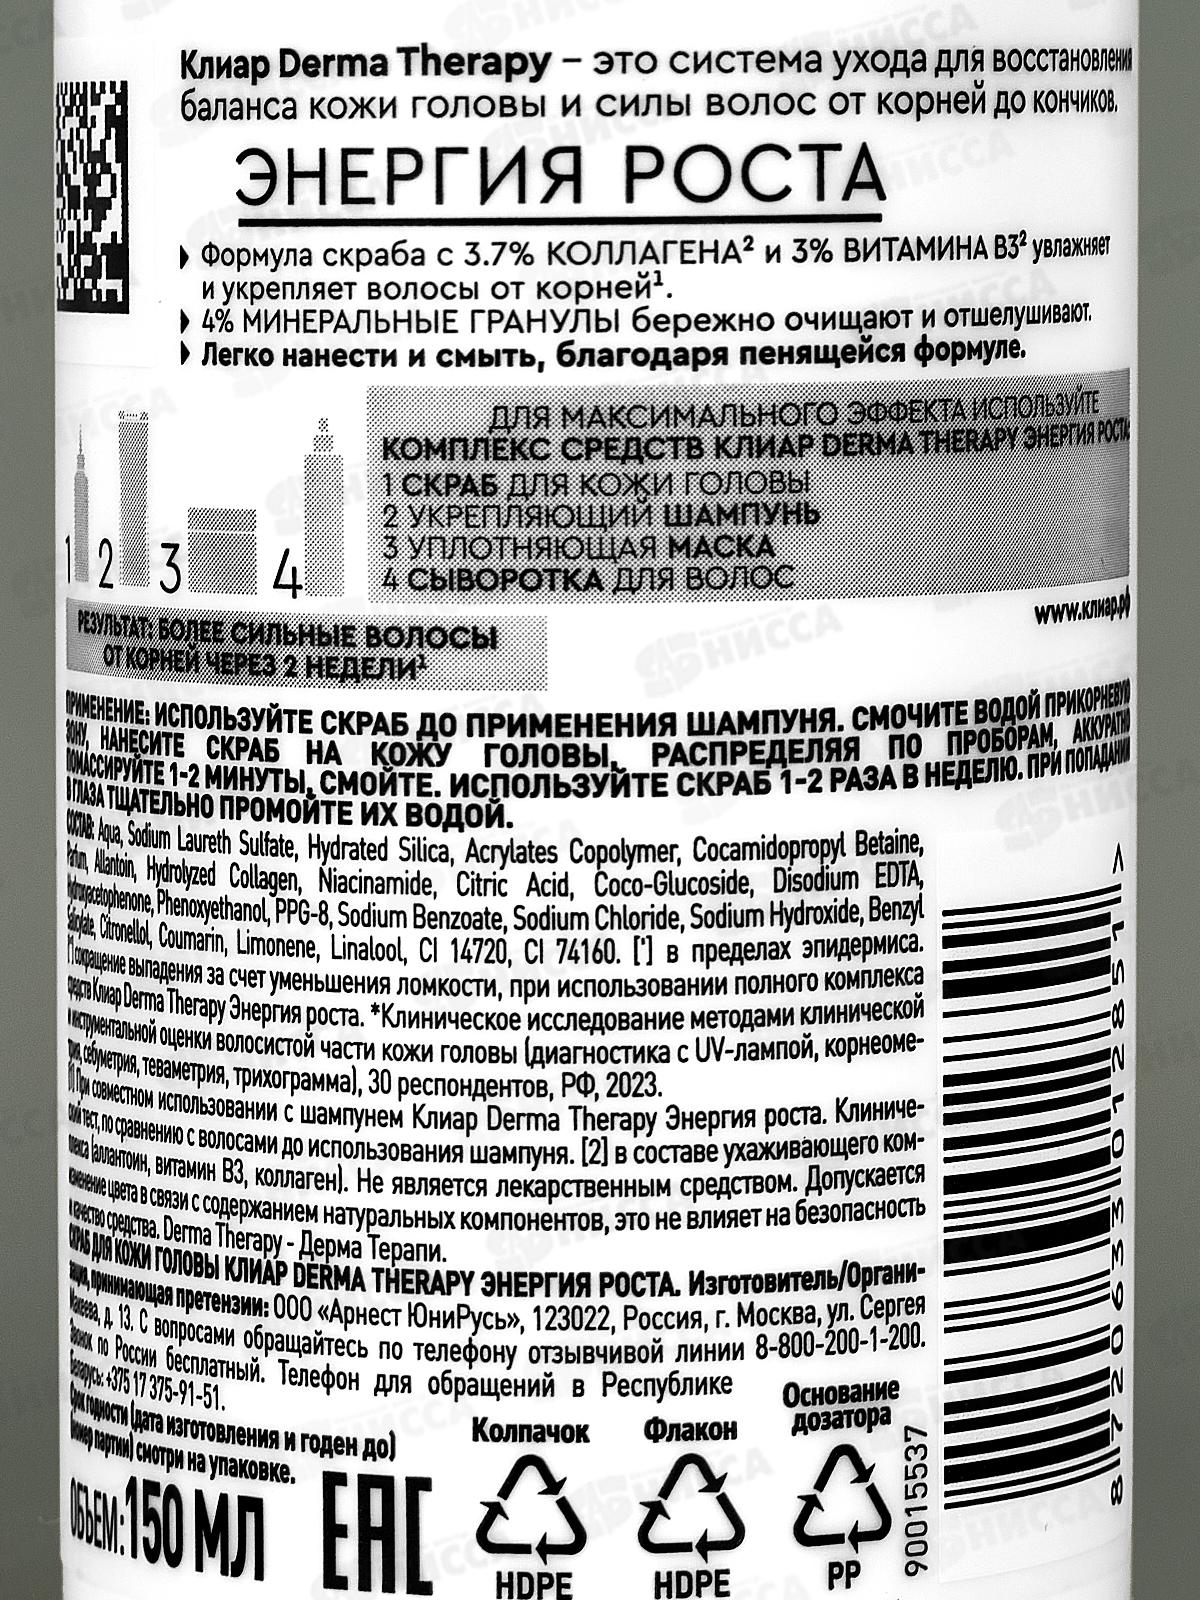 Клиар Derma Therapy – это система ухода для восстановления
баланса кожи головы и силы волос от корней до кончиков.
ЭНЕРГИЯ РОСТА
Формула скраба с 3.7% КОЛЛАГЕНА² и 3% ВИТАМИНА B3² увлажняет
и укрепляет волосы от корней¹.
4% МИНЕРАЛЬНЫЕ ГРАНУЛЫ бережно очищают и отшелушивают.
Легко нанести и смыть, благодаря пенящейся формуле.
ДЛЯ МАКСИМАЛЬНОГО ЭФФЕКТА ИСПОЛЬЗУЙТЕ
КОМПЛЕКС СРЕДСТВ КЛИАР DERMA THERAPY ЭНЕРГИЯ РОСТА:
1 СКРАБ ДЛЯ КОЖИ ГОЛОВЫ
2 УКРЕПЛЯЮЩИЙ ШАМПУНЬ
3 УПЛОТНЯЮЩАЯ МАСКА
4 СЫВОРОТКА ДЛЯ ВОЛОС
1 2 3 4
www.клиар.рф
РЕЗУЛЬТАТ: БОЛЕЕ СИЛЬНЫЕ ВОЛОСЫ
ОТ КОРНЕЙ ЧЕРЕЗ 2 НЕДЕЛИ¹
ПРИМЕНЕНИЕ: ИСПОЛЬЗУЙТЕ СКРАБ ДО ПРИМЕНЕНИЯ ШАМПУНЯ. СМОЧИТЕ ВОДОЙ ПРИКОРНЕВУЮ
ЗОНУ, НАНЕСИТЕ СКРАБ НА КОЖУ ГОЛОВЫ, РАСПРЕДЕЛЯЯ ПО ПРОБОРАМ, АККУРАТНО
ПОМАССИРУЙТЕ 1-2 МИНУТЫ, СМОЙТЕ. ИСПОЛЬЗУЙТЕ СКРАБ 1-2 РАЗА В НЕДЕЛЮ. ПРИ ПОПАДАНИИ
В ГЛАЗА ТЩАТЕЛЬНО ПРОМОЙТЕ ИХ ВОДОЙ.
СОСТАВ: Aqua, Sodium Laureth Sulfate, Hydrated Silica, Acrylates Copolymer, Cocamidopropyl Betaine,
Parfum, Allantoin, Hydrolyzed Collagen, Niacinamide, Citric Acid, Coco-Glucoside, Disodium EDTA,
Hydroxyacetophenone, Phenoxyethanol, PPG-8, Sodium Benzoate, Sodium Chloride, Sodium Hydroxide, Benzyl
Salicylate, Citronellol, Coumarin, Limonene, Linalool, CI 14720, CI 74160. [*] в пределах эпидермиса.
[*] сокращение выпадения за счет уменьшения ломкости, при использовании полного комплекса
средств Клиар Derma Therapy Энергия роста. *Клиническое исследование методами клинической
и инструментальной оценки волосистой части кожи головы (диагностика с UV-лампой, корнеоме-
трия, себуметрия, теваметрия, трихограмма), 30 респондентов, РФ, 2023.
[1] При совместном использовании с шампунем Клиар Derma Therapy Энергия роста. Клиниче-
ский тест, по сравнению с волосами до использования шампуня. [2] в составе ухаживающего ком-
плекса (аллантоин, витамин B3, коллаген). Не является лекарственным средством. Допускается
изменение цвета в связи с содержанием натуральных компонентов, это не влияет на безопасность
и качество средства. Derma Therapy - Дерма Терапи.
СКРАБ ДЛЯ КОЖИ ГОЛОВЫ КЛИАР DERMA THERAPY ЭНЕРГИЯ РОСТА. Изготовитель/Органи-
зация, принимающая претензии: ООО «Арнест ЮниРусь», 123022, Россия, г. Москва, ул. Сергея
Макеева, д. 13. С вопросами обращайтесь по телефону отзывчивой линии 8-800-200-1-200.
Звонок по России бесплатный. Телефон для обращений в Республике
Беларусь: +375 17 375-91-51.
Срок годности (дата изготовления и годен до)
(номер партии) смотри на упаковке.
ОБЪЕМ: 150 МЛ
EAC
Колпачок
HDPE
Флакон
HDPE
Основание
дозатора
PP
90015537
8 720633 012851 >